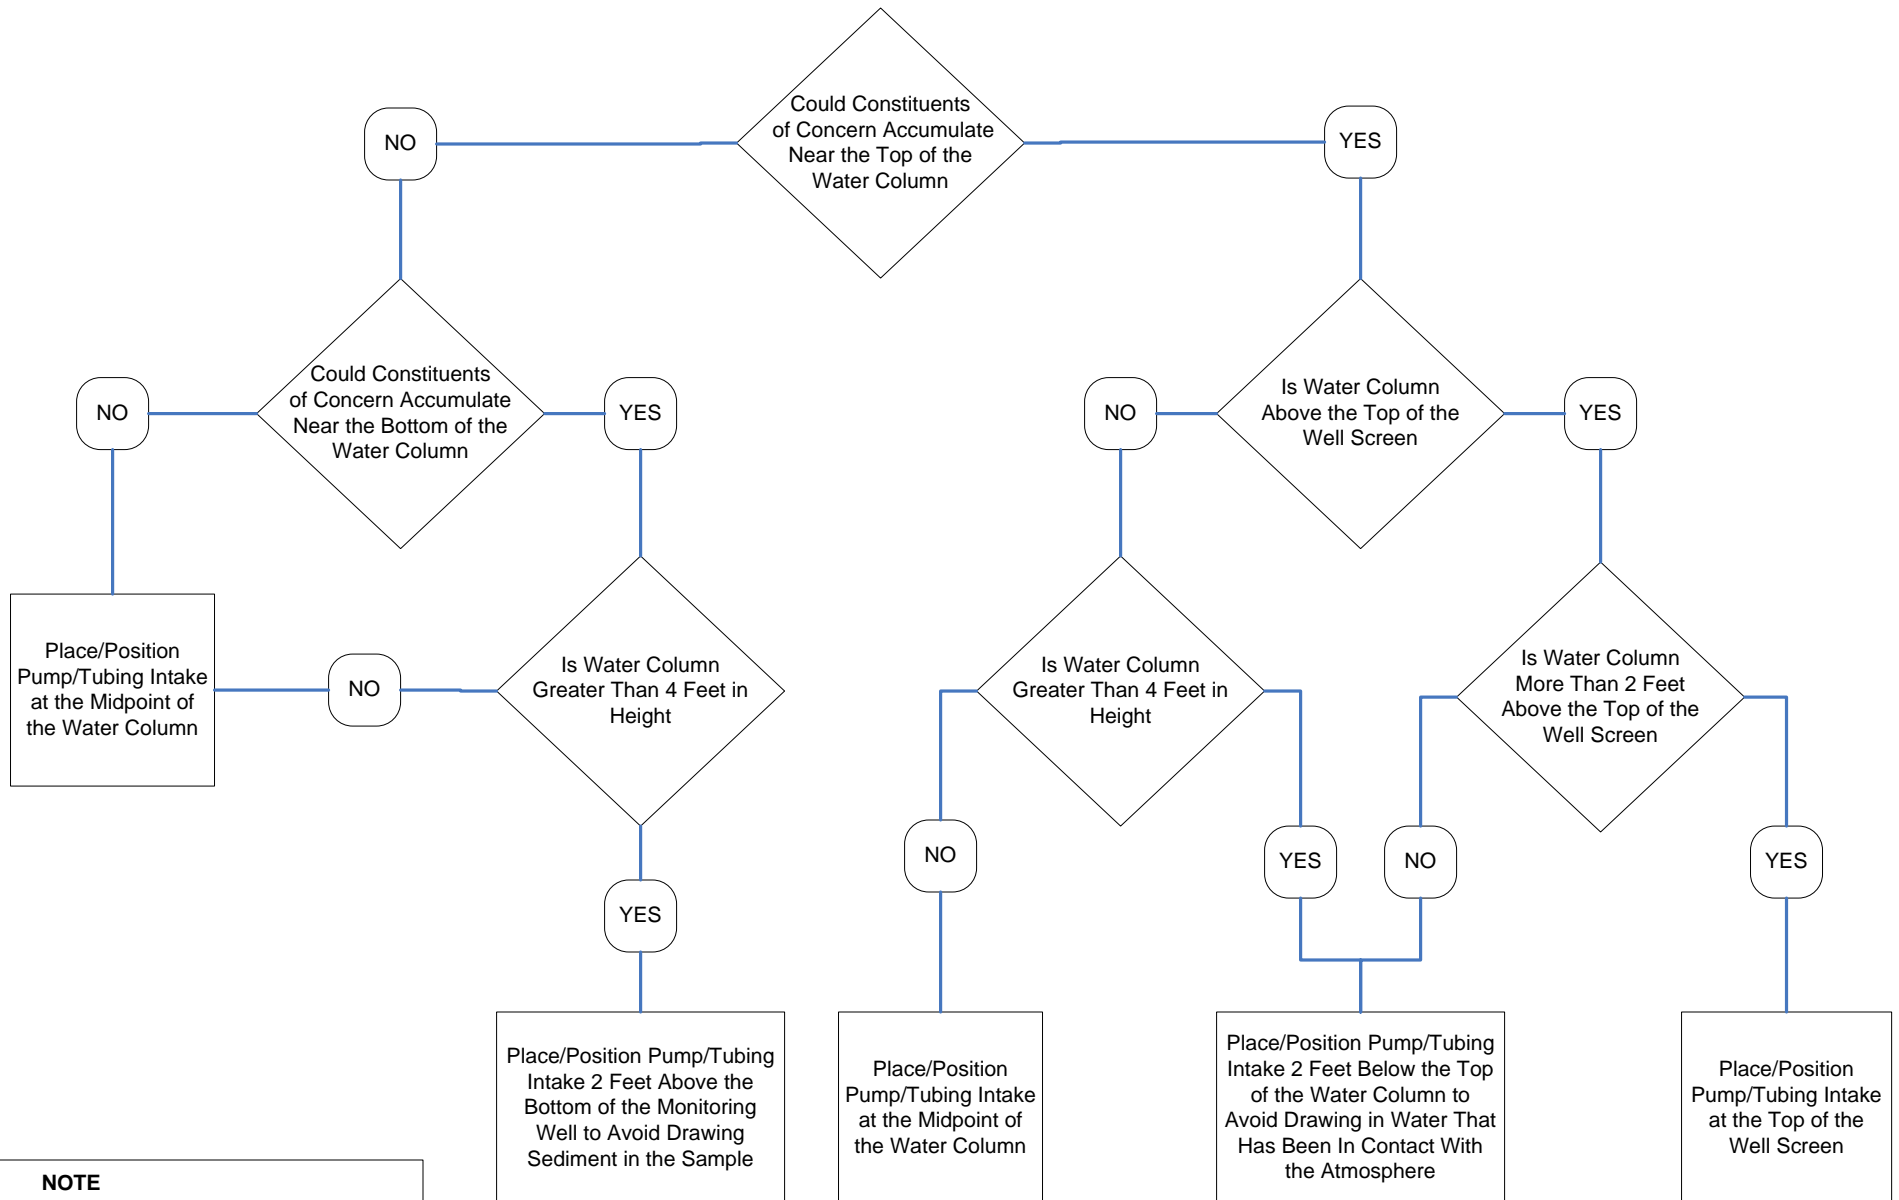 Could Constituents
of Concern Accumulate
Near the Top of the
Water Column
NO
YES
Could Constituents
of Concern Accumulate
Near the Bottom of the
Water Column
NO
YES
Is Water Column
Above the Top of the
Well Screen
NO
YES
Place/Position
Pump/Tubing Intake
at the Midpoint of
the Water Column
NO
Is Water Column
Greater Than 4 Feet in
Height
Is Water Column
Greater Than 4 Feet in
Height
Is Water Column
More Than 2 Feet
Above the Top of the
Well Screen
YES
NO
YES
NO
YES
Place/Position Pump/Tubing
Intake 2 Feet Above the
Bottom of the Monitoring
Well to Avoid Drawing
Sediment in the Sample
Place/Position
Pump/Tubing Intake
at the Midpoint of
the Water Column
Place/Position Pump/Tubing
Intake 2 Feet Below the Top
of the Water Column to
Avoid Drawing in Water That
Has Been In Contact With
the Atmosphere
Place/Position
Pump/Tubing Intake
at the Top of the
Well Screen
NOTE